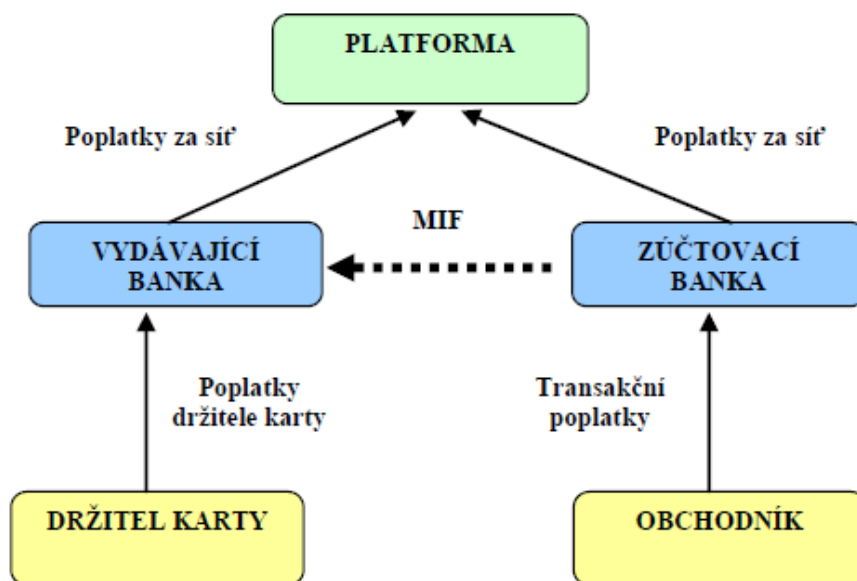 PLATFORMA
Poplatky za síť
Poplatky za síť
MIF
VYDÁVAJÍCÍ
BANKA
ZÚČTOVACÍ
BANKA
Poplatky
držitele karty
Transakční
poplatky
DRŽITEL KARTY
OBCHODNÍK